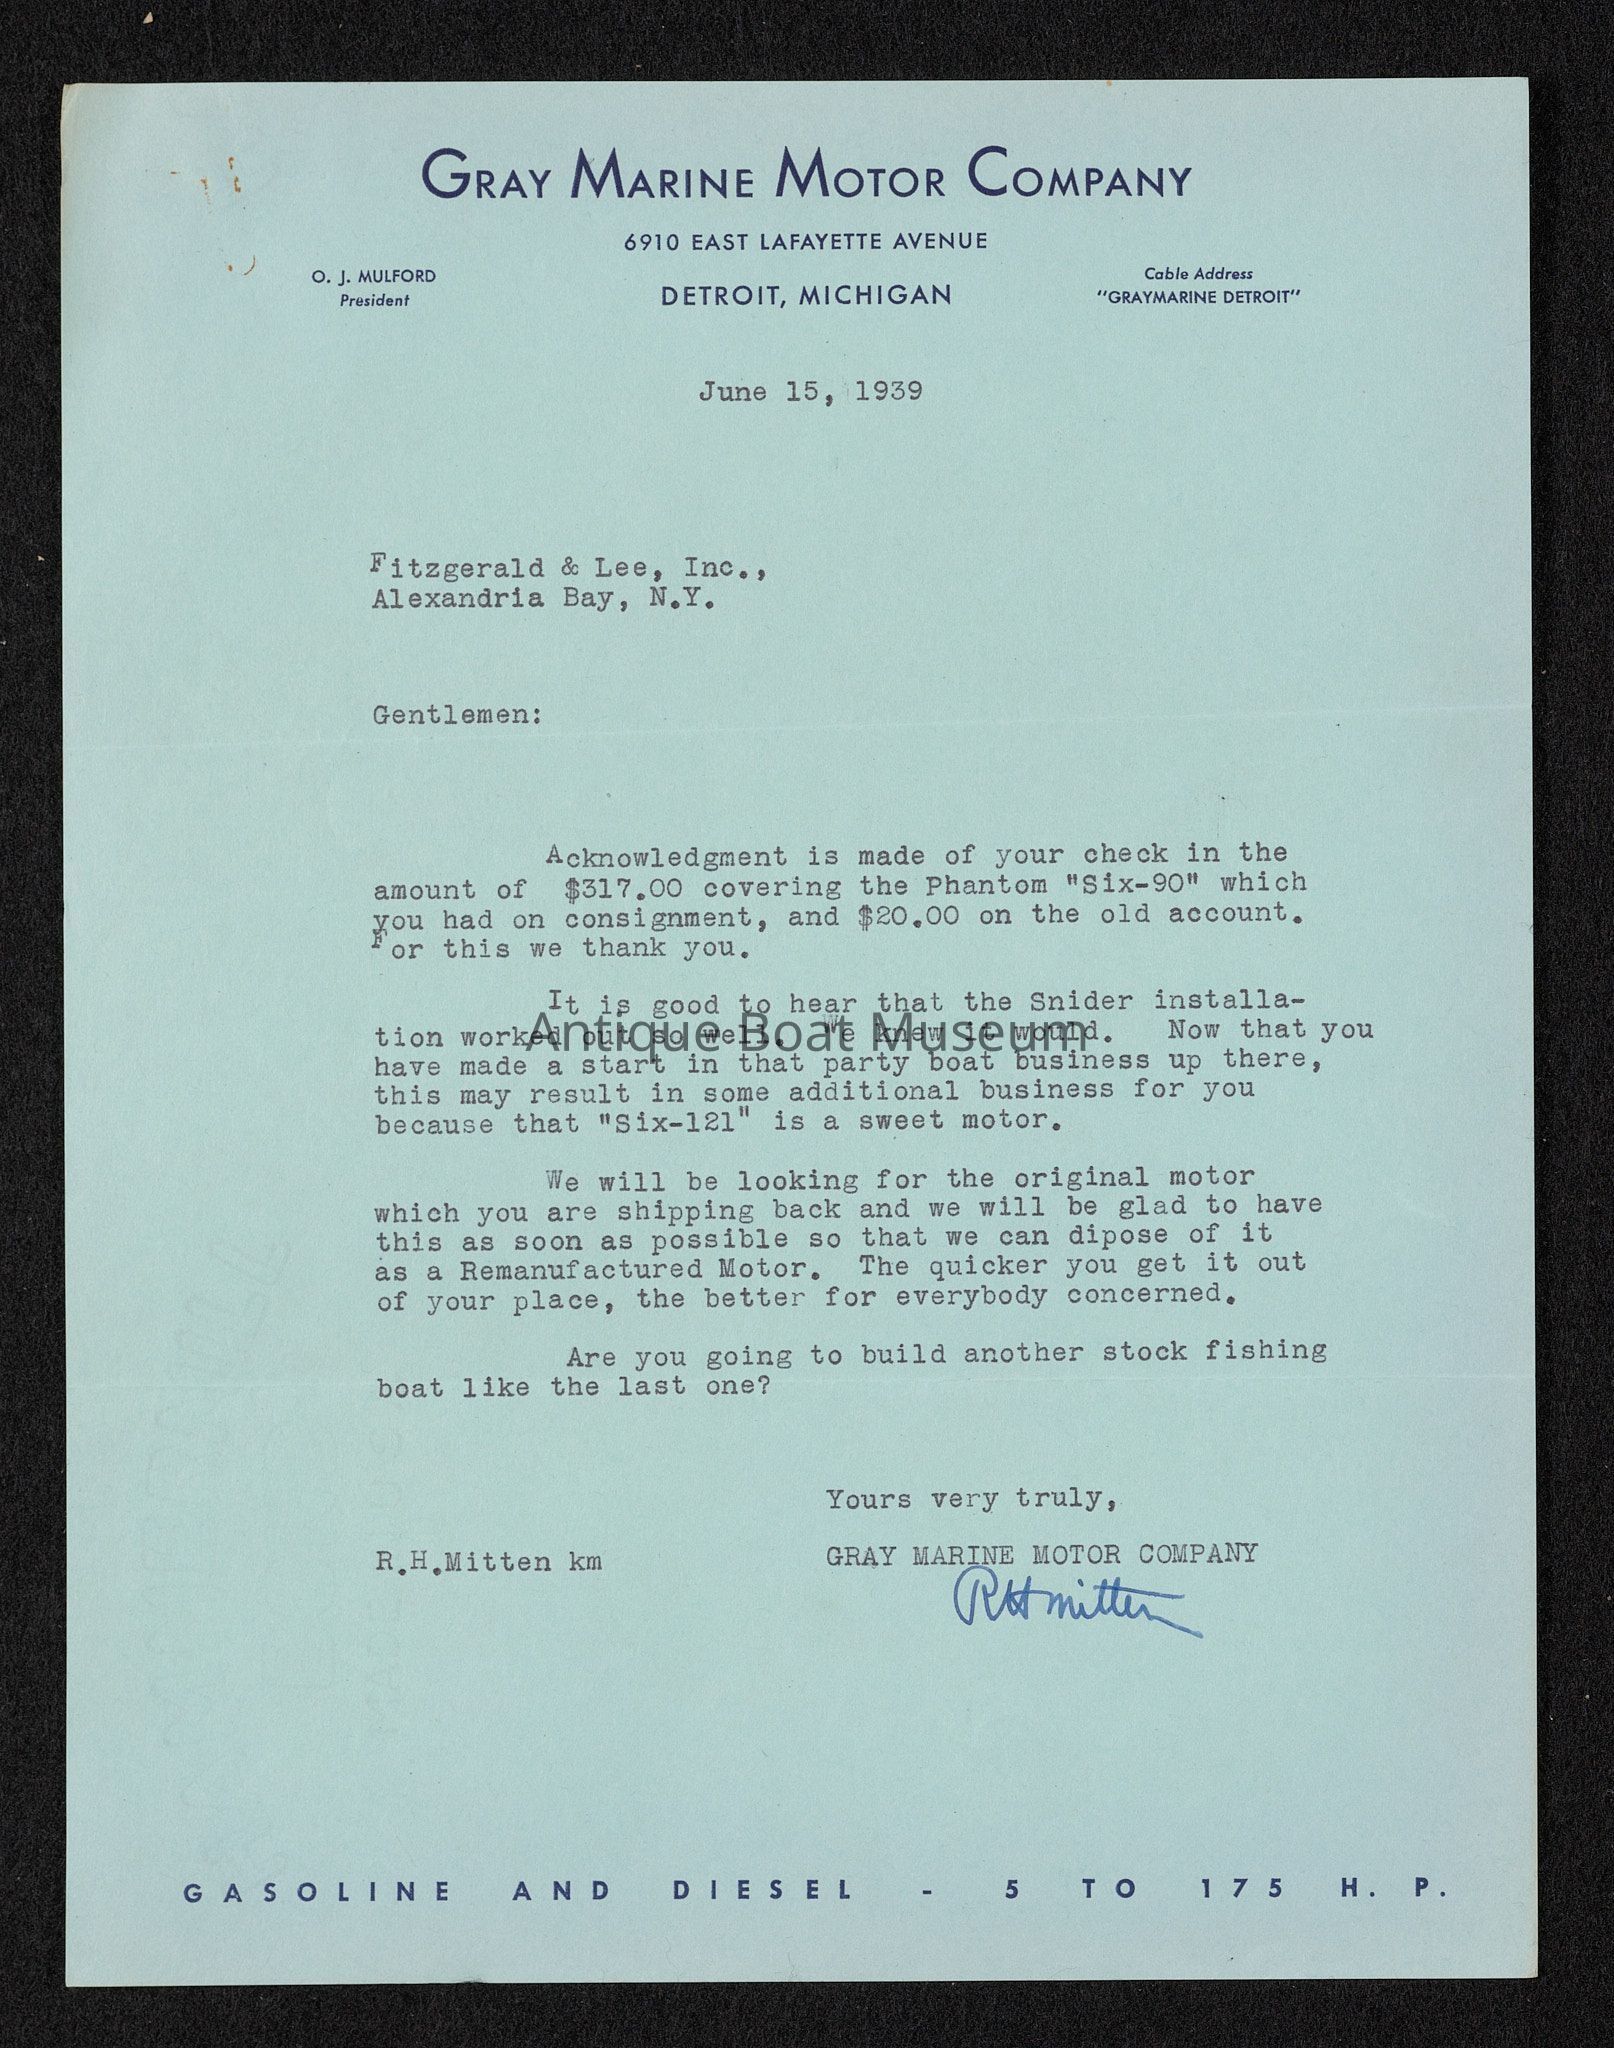 GRAY MARINE MOTOR COMPANY
6910 EAST LAFAYETTE AVENUE
O. J. MULFORD
President
DETROIT, MICHIGAN
Cable Address
"GRAYMARINE DETROIT"
June 15, 1939
Fitzgerald & Lee, Inc.,
Alexandria Bay, N.Y.
Gentlemen:
Acknowledgment is made of your check in the
amount of $317.00 covering the Phantom "Six-90" which
you had on consignment, and $20.00 on the old account.
For this we thank you.
It is good to hear that the Snider installa-
tion worked out so well. We knew it would. Now that you
have made a start in that party boat business up there,
this may result in some additional business for you
because that "Six-121" is a sweet motor.
We will be looking for the original motor
which you are shipping back and we will be glad to have
this as soon as possible so that we can dipose of it
as a Remanufactured Motor. The quicker you get it out
of your place, the better for everybody concerned.
Are you going to build another stock fishing
boat like the last one?
Yours very truly,
R.H.Mitten km
GRAY MARINE MOTOR COMPANY
RH Mitten
GASOLINE AND DIESEL - 5 TO 175 H. P.
Antique Boat Museum